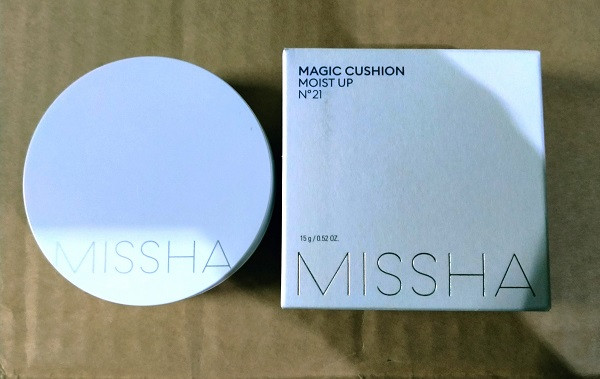 MISSHA
MAGIC CUSHION
MOIST UP
N°21
15 g / 0.52 OZ.
MISSHA